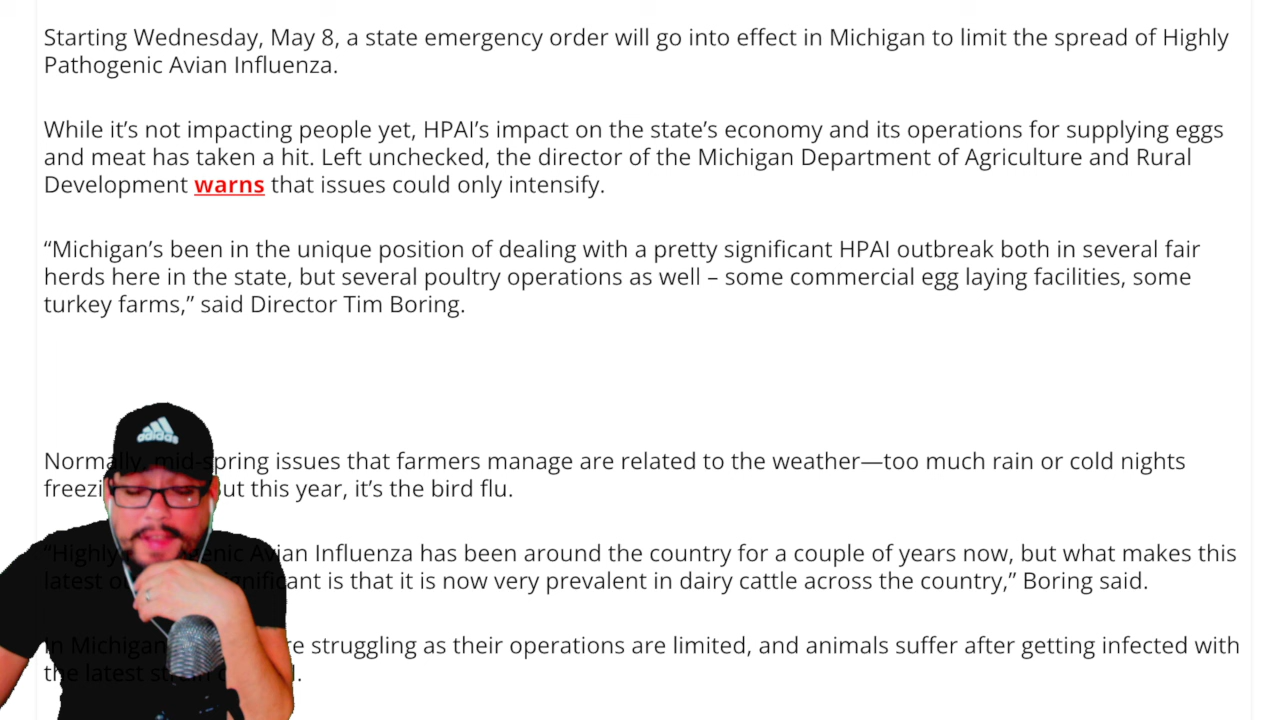 Starting Wednesday, May 8, a state emergency order will go into effect in Michigan to limit the spread of Highly
Pathogenic Avian Influenza.
While it’s not impacting people yet, HPAI’s impact on the state’s economy and its operations for supplying eggs
and meat has taken a hit. Left unchecked, the director of the Michigan Department of Agriculture and Rural
Development warns that issues could only intensify.
“Michigan’s been in the unique position of dealing with a pretty significant HPAI outbreak both in several fair
herds here in the state, but several poultry operations as well – some commercial egg laying facilities, some
turkey farms,” said Director Tim Boring.
adidas
Normally, mid-spring issues that farmers manage are related to the weather—too much rain or cold nights
this year, it’s the bird flu.
“Highly Avian Influenza has been around the country for a couple of years now, but what makes this
latest is that it is now very prevalent in dairy cattle across the country,” Boring said.
In Michigan struggling as their operations are limited, and animals suffer after getting infected with
the latest